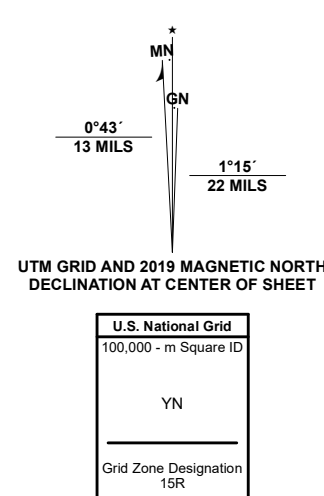 MN
GN
0°43´
13 MILS
1°15´
22 MILS
UTM GRID AND 2019 MAGNETIC NORTH
DECLINATION AT CENTER OF SHEET
U.S. National Grid
100,000 - m Square ID
YN
Grid Zone Designation
15R